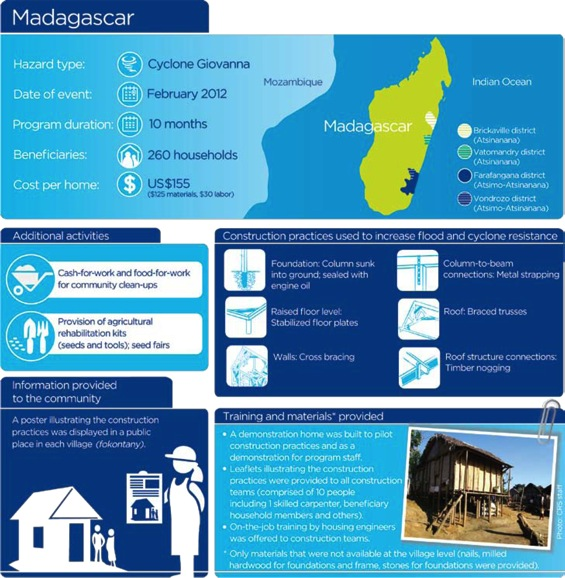 Madagascar
Hazard type: Cyclone Giovanna
Date of event: February 2012
Program duration: 10 months
Beneficiaries: 260 households
Cost per home: US$155
($125 materials, $30 labor)
Mozambique
Indian Ocean
Madagascar
Brickaville district
(Atsinanana)
Vatomandry district
(Atsinanana)
Farafangana district
(Atsimo-Atsinanana)
Vondrozo district
(Atsimo-Atsinanana)
Additional activities
Cash-for-work and food-for-work
for community clean-ups
Provision of agricultural
rehabilitation kits
(seeds and tools); seed fairs
Construction practices used to increase flood and cyclone resistance
Foundation: Column sunk
into ground; sealed with
engine oil
Column-to-beam
connections: Metal strapping
Raised floor level:
Stabilized floor plates
Roof: Braced trusses
Walls: Cross bracing
Roof structure connections:
Timber nogging
Information provided
to the community
A poster illustrating the construction
practices was displayed in a public
place in each village (fokontany).
Training and materials* provided
• A demonstration home was built to pilot
construction practices and as a
demonstration for program staff.
• Leaflets illustrating the construction
practices were provided to all construction
teams (comprised of 10 people
including 1 skilled carpenter, beneficiary
household members and others).
• On-the-job training by housing engineers
was offered to construction teams.
* Only materials that were not available at the village level (nails, milled
hardwood for foundations and frame, stones for foundations were provided).
Photo: CRS staff